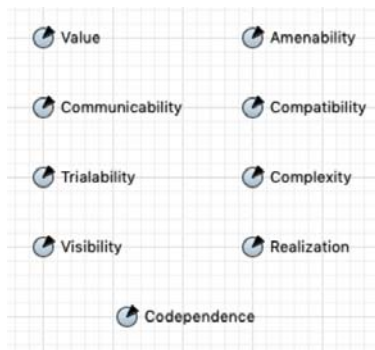 Value
Amenability
Communicability
Compatibility
Trialability
Complexity
Visibility
Realization
Codependence